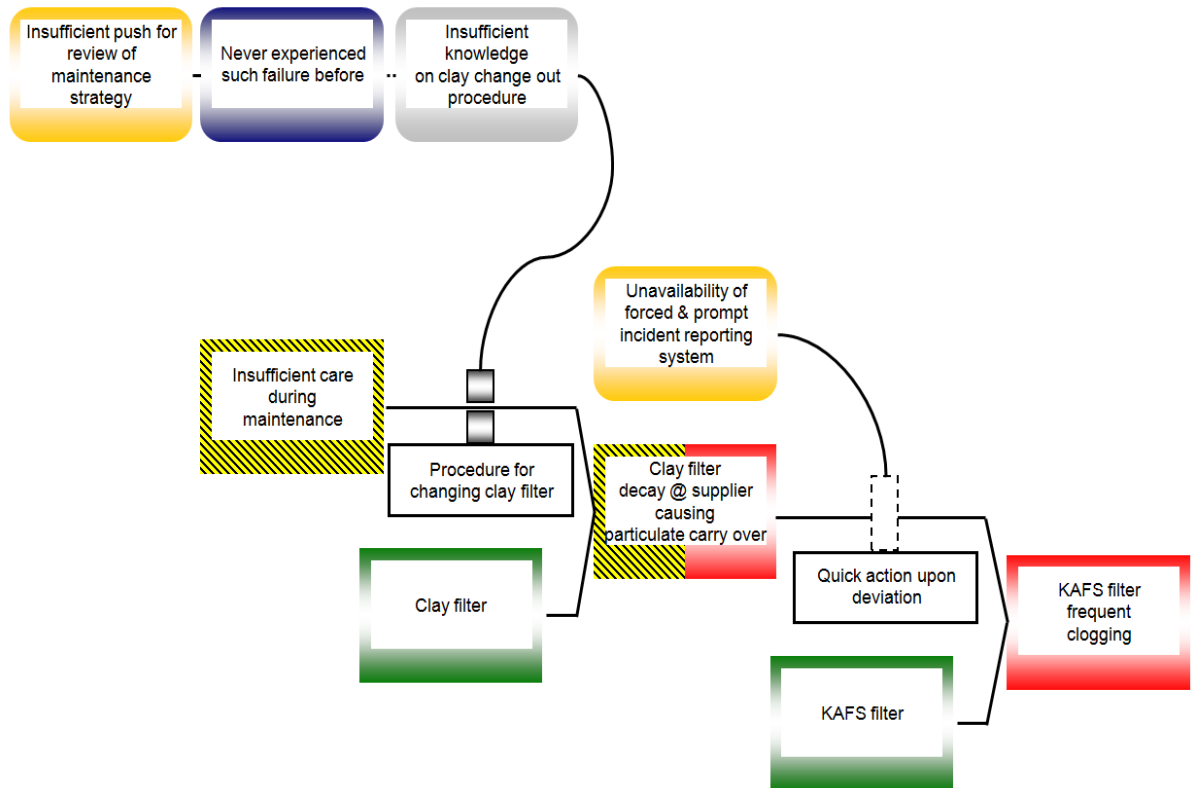 Insufficient push for
review of
maintenance
strategy
Never experienced
such failure before
Insufficient
knowledge
on clay change out
procedure
Unavailability of
forced & prompt
incident reporting
system
Insufficient care
during
maintenance
Procedure for
changing clay filter
Clay filter
decay @ supplier
causing
particulate carry over
Quick action upon
deviation
Clay filter
KAFS filter
frequent
clogging
KAFS filter